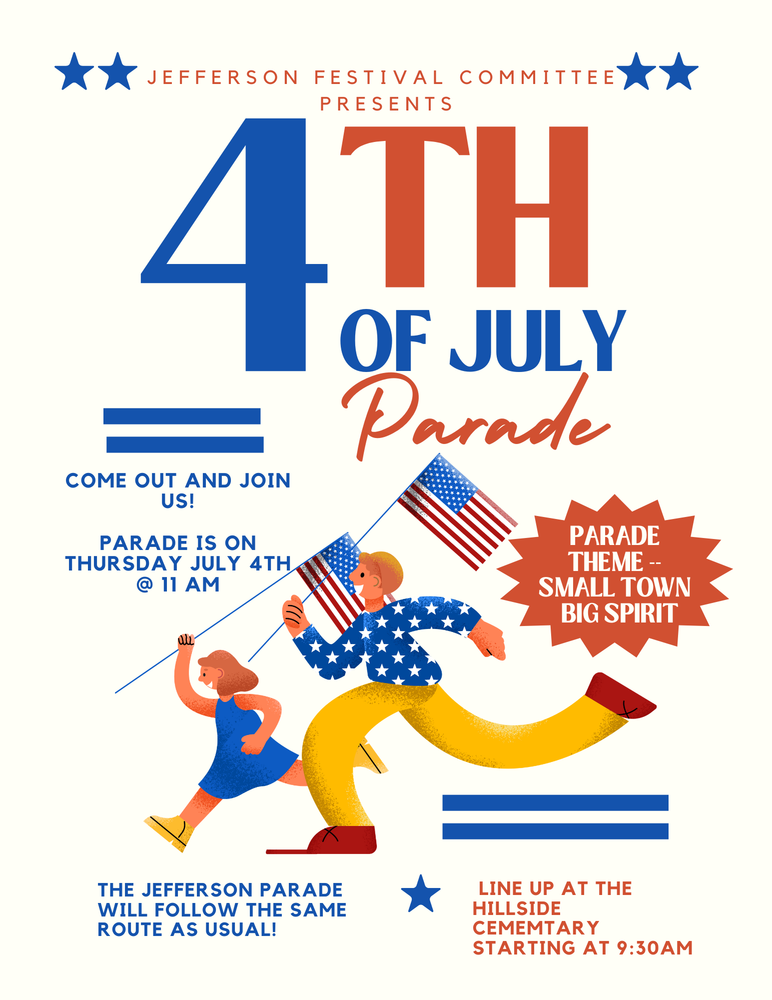 JEFFERSON FESTIVAL COMMITTEE
PRESENTS
4TH
OF JULY
Parade
COME OUT AND JOIN
US!
PARADE IS ON
THURSDAY JULY 4TH
@ 11 AM
PARADE
THEME --
SMALL TOWN
BIG SPIRIT
THE JEFFERSON PARADE
WILL FOLLOW THE SAME
ROUTE AS USUAL!
LINE UP AT THE
HILLSIDE
CEMEMTARY
STARTING AT 9:30AM